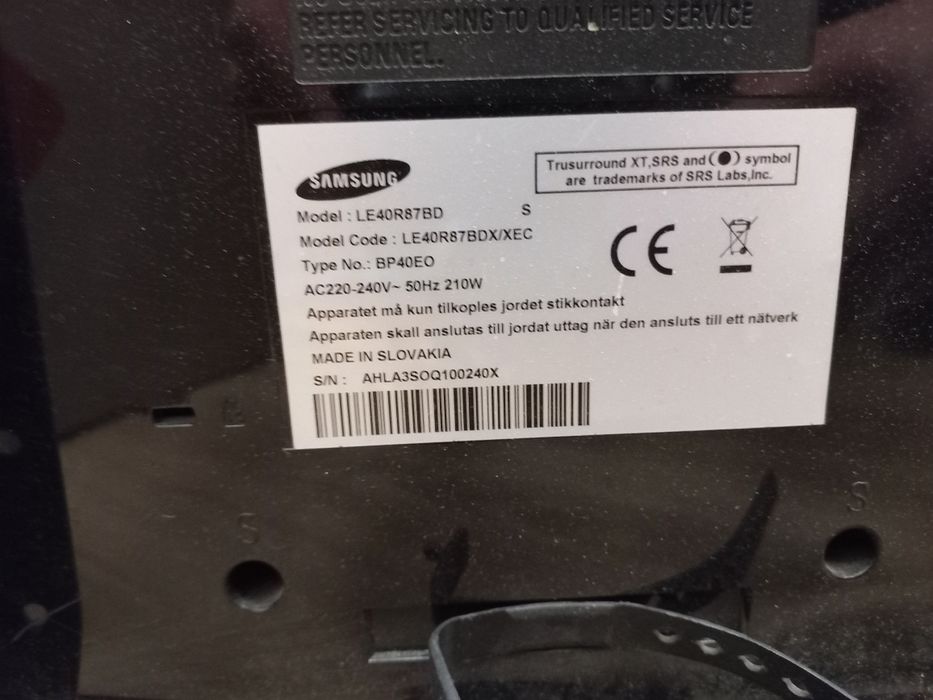 REFER SERVICING TO QUALIFIED SERVICE
PERSONNEL.
SAMSUNG
Trusurround XT,SRS and (●) symbol
are trademarks of SRS Labs,Inc.
Model : LE40R87BD S
Model Code : LE40R87BDX/XEC
Type No.: BP40EO
AC220-240V~ 50Hz 210W
CE
Apparatet må kun tilkoples jordet stikkontakt
Apparaten skall anslutas till jordat uttag når den ansluts till ett nätverk
MADE IN SLOVAKIA
S/N : AHLA3SOQ100240X
S
S